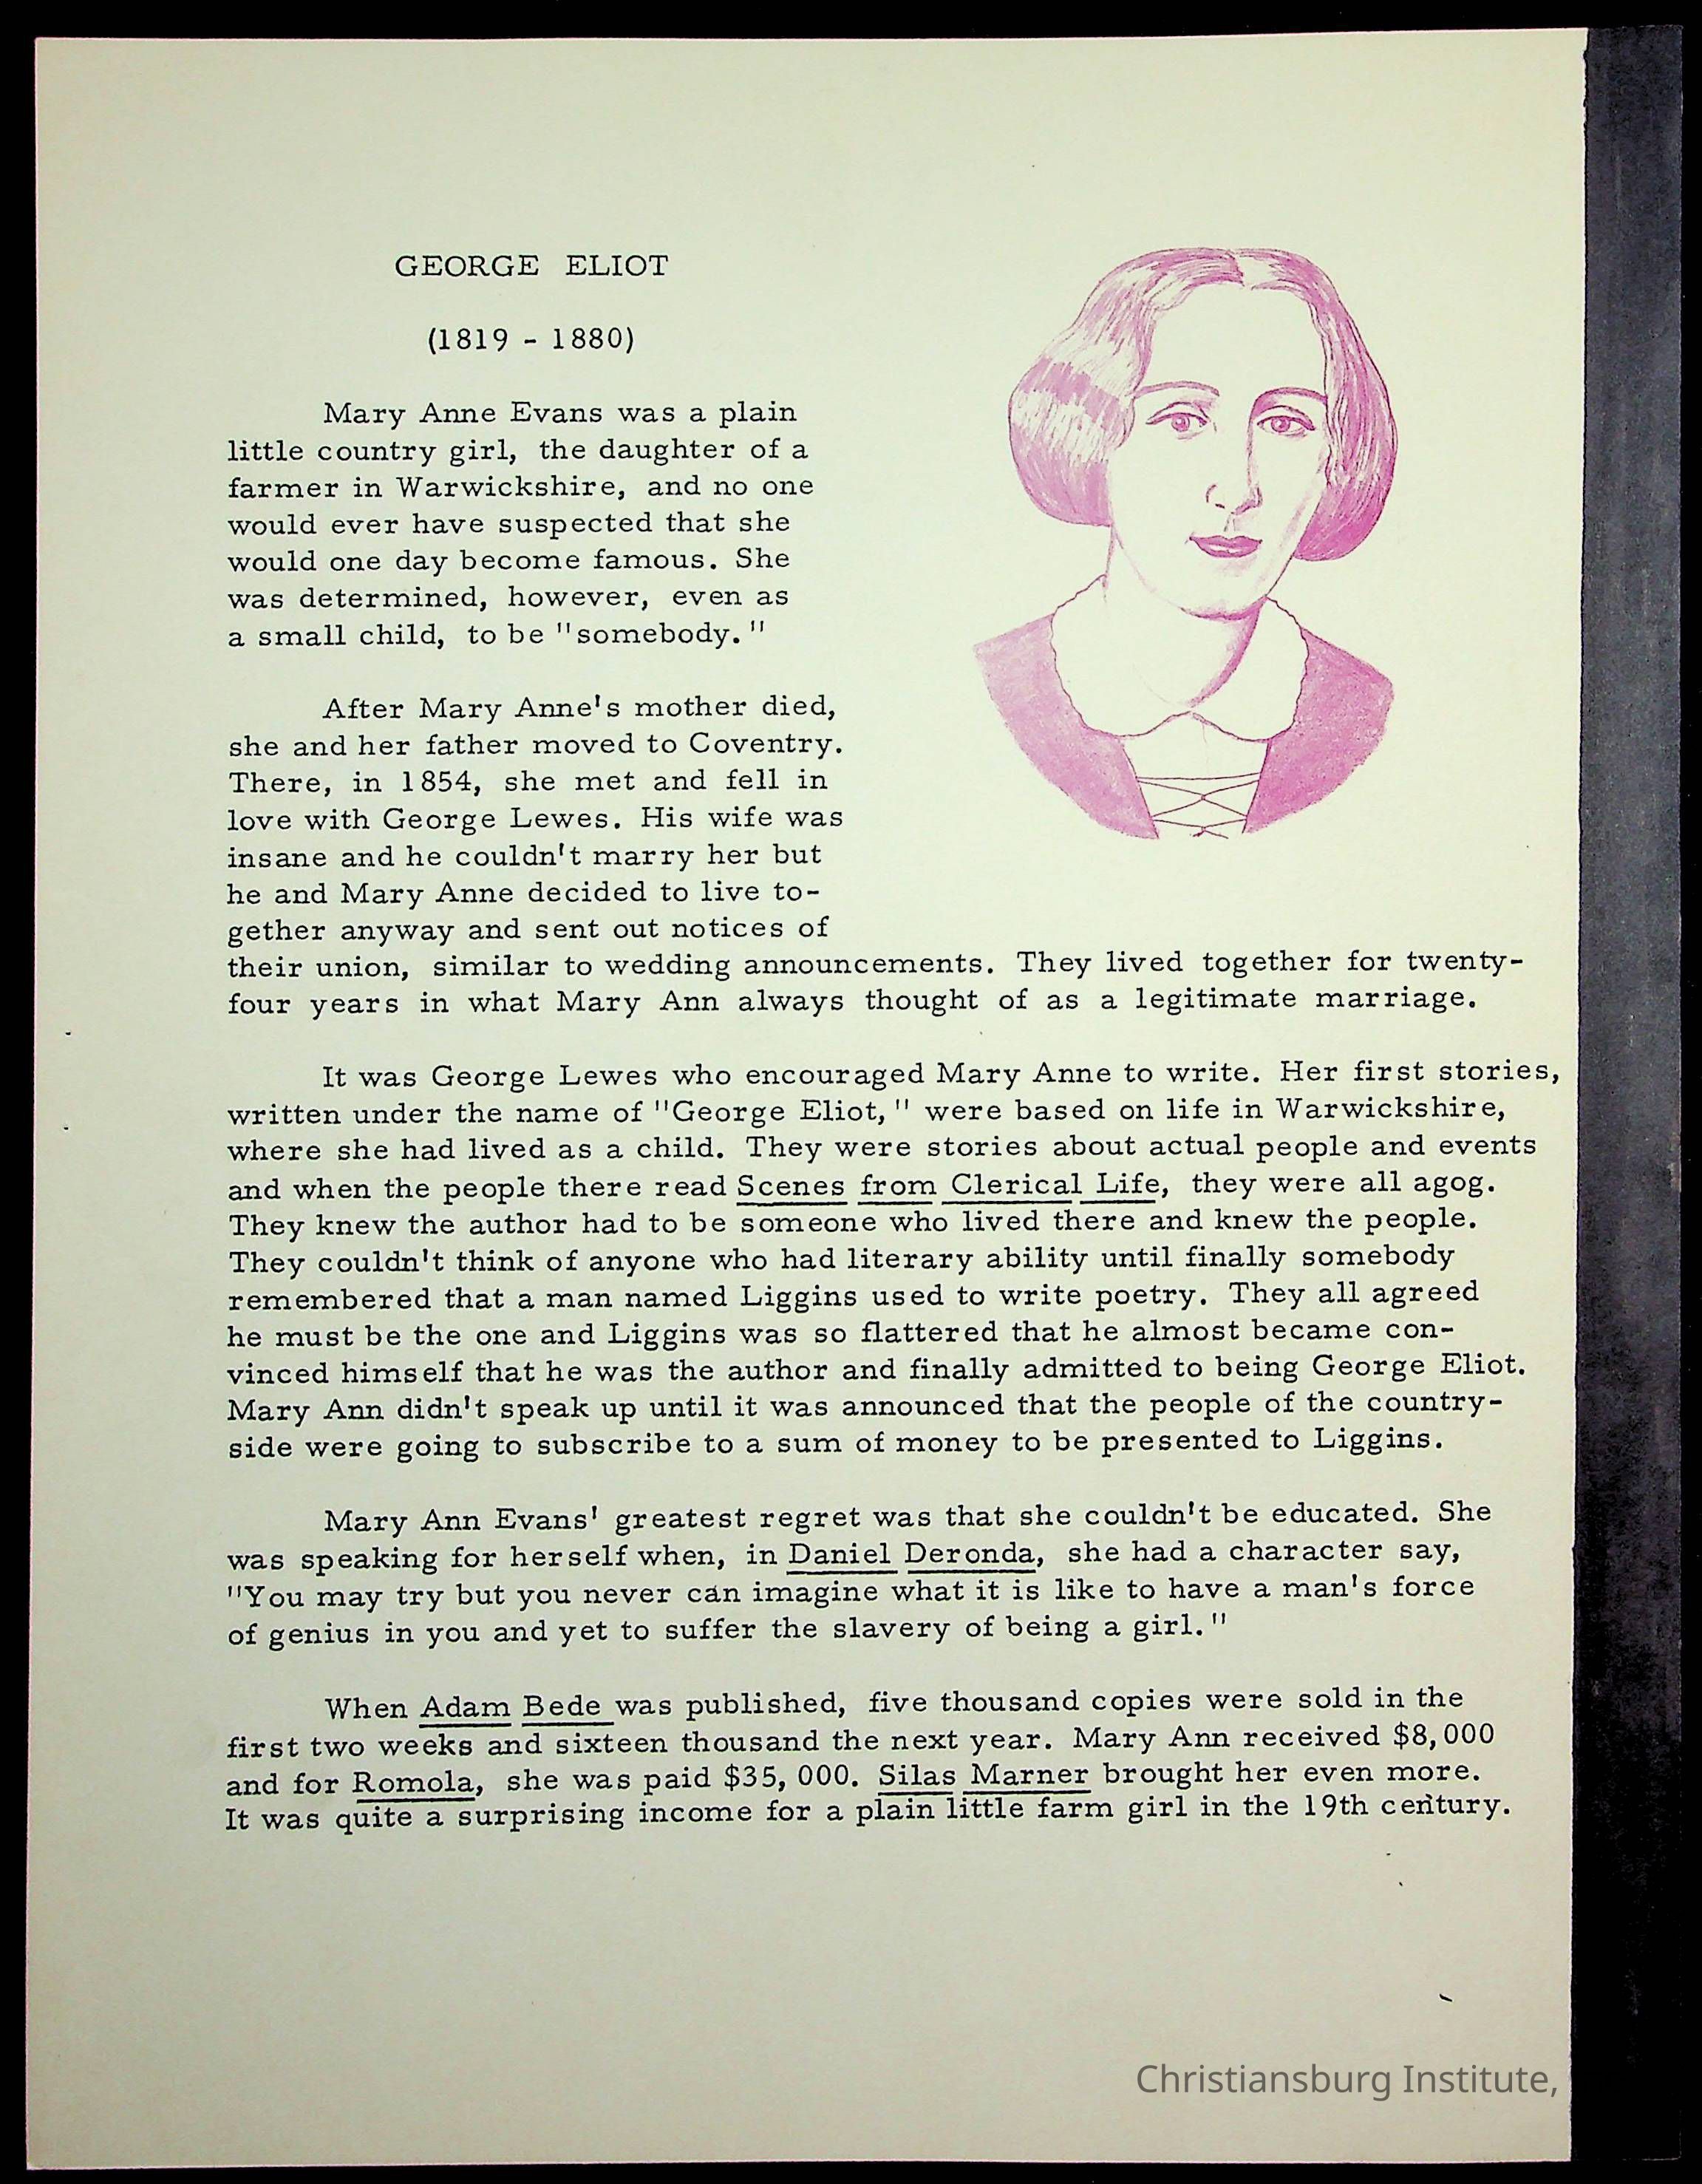 GEORGE ELIOT
(1819 - 1880)
Mary Anne Evans was a plain
little country girl, the daughter of a
farmer in Warwickshire, and no one
would ever have suspected that she
would one day become famous. She
was determined, however, even as
a small child, to be "somebody."
After Mary Anne's mother died,
she and her father moved to Coventry.
There, in 1854, she met and fell in
love with George Lewes. His wife was
insane and he couldn't marry her but
he and Mary Anne decided to live to-
gether anyway and sent out notices of
their union, similar to wedding announcements. They lived together for twenty-
four years in what Mary Ann always thought of as a legitimate marriage.
It was George Lewes who encouraged Mary Anne to write. Her first stories,
written under the name of "George Eliot," were based on life in Warwickshire,
where she had lived as a child. They were stories about actual people and events
and when the people there read Scenes from Clerical Life, they were all agog.
They knew the author had to be someone who lived there and knew the people.
They couldn't think of anyone who had literary ability until finally somebody
remembered that a man named Liggins used to write poetry. They all agreed
he must be the one and Liggins was so flattered that he almost became con-
vinced himself that he was the author and finally admitted to being George Eliot.
Mary Ann didn't speak up until it was announced that the people of the country-
side were going to subscribe to a sum of money to be presented to Liggins.
Mary Ann Evans' greatest regret was that she couldn't be educated. She
was speaking for herself when, in Daniel Deronda, she had a character say,
"You may try but you never can imagine what it is like to have a man's force
of genius in you and yet to suffer the slavery of being a girl."
When Adam Bede was published, five thousand copies were sold in the
first two weeks and sixteen thousand the next year. Mary Ann received $8,000
and for Romola, she was paid $35,000. Silas Marner brought her even more.
It was quite a surprising income for a plain little farm girl in the 19th century.
Christiansburg Institute,